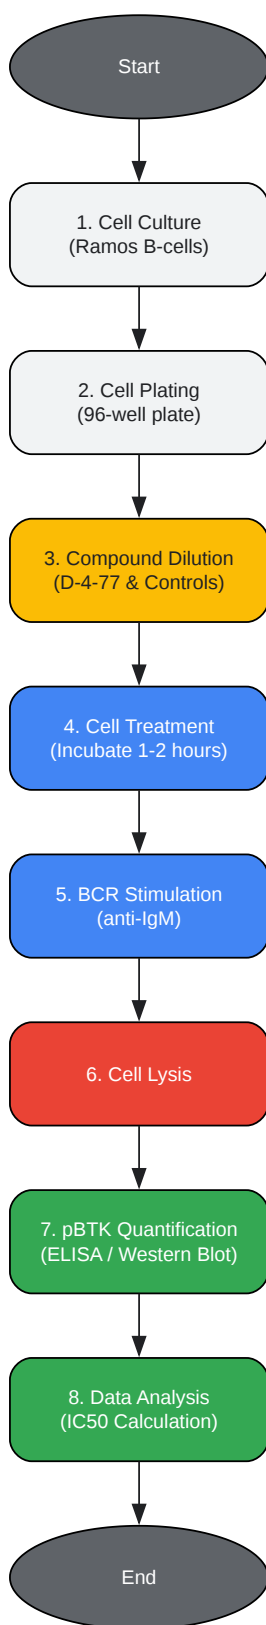 Start
1. Cell Culture
(Ramos B-cells)
2. Cell Plating
(96-well plate)
3. Compound Dilution
(D-4-77 & Controls)
4. Cell Treatment
(Incubate 1-2 hours)
5. BCR Stimulation
(anti-IgM)
6. Cell Lysis
7. pBTK Quantification
(ELISA / Western Blot)
8. Data Analysis
(IC50 Calculation)
End